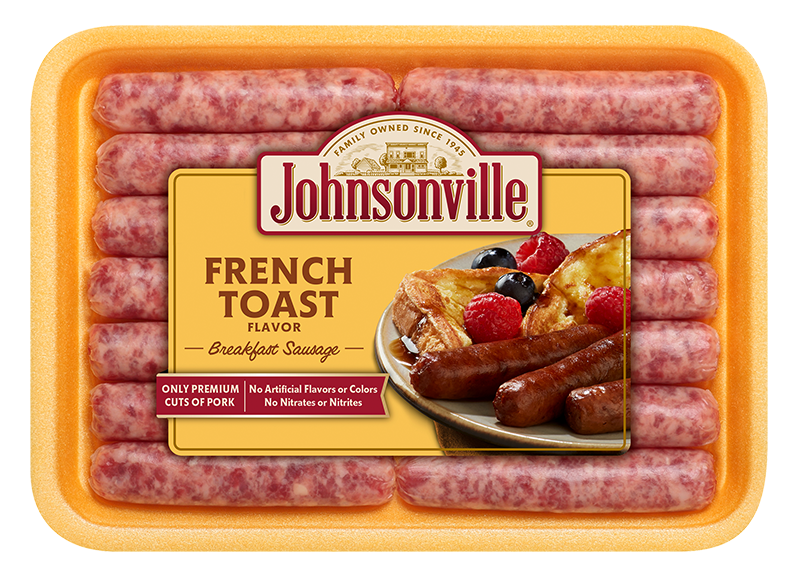 FAMILY OWNED SINCE 1945
Johnsonville®
FRENCH
TOAST
FLAVOR
Breakfast Sausage
ONLY PREMIUM
CUTS OF PORK
No Artificial Flavors or Colors
No Nitrates or Nitrites